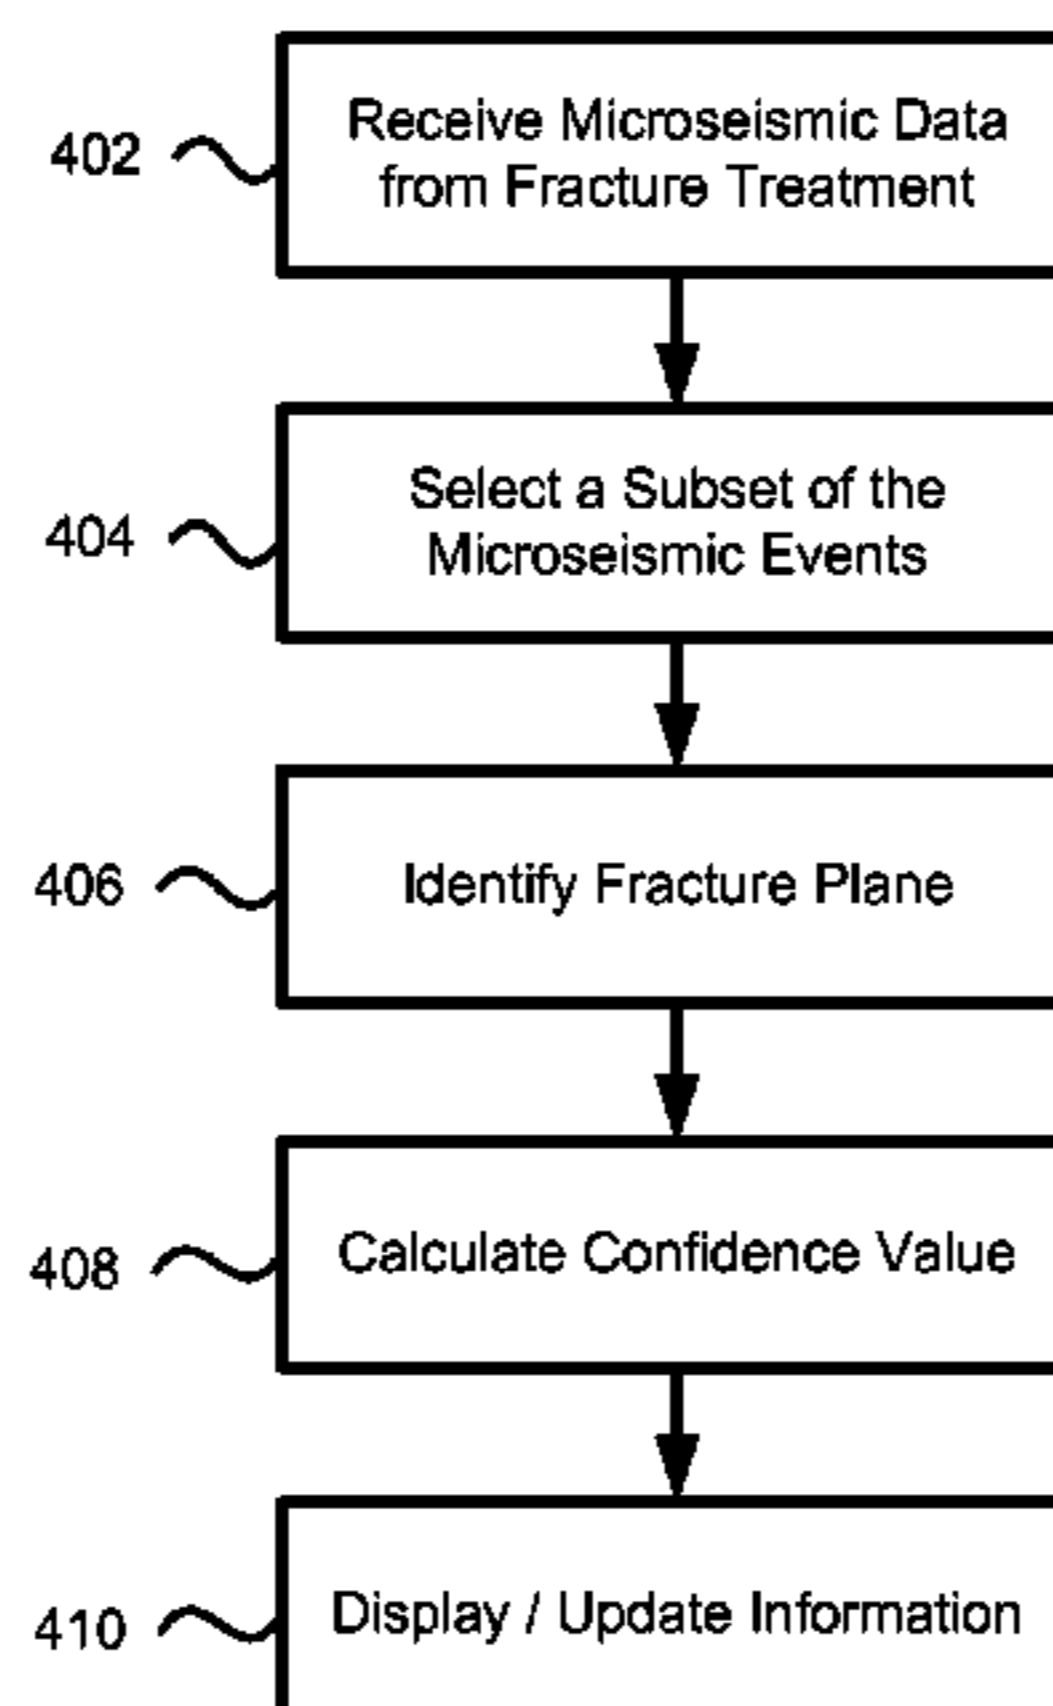 402
Receive Microseismic Data
from Fracture Treatment
404
Select a Subset of the
Microseismic Events
406
Identify Fracture Plane
408
Calculate Confidence Value
410
Display / Update Information